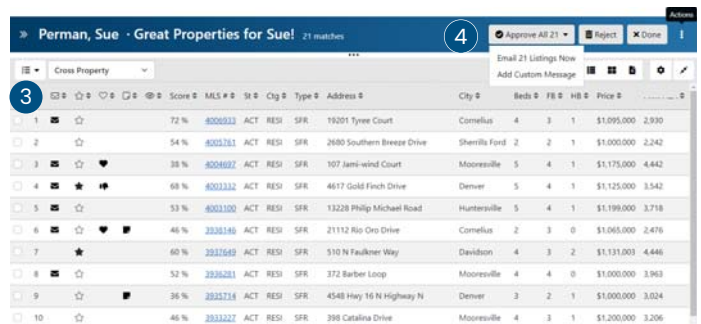 Actions
» Perman, Sue · Great Properties for Sue! 21 matches
4
Approve All 21
Reject
Done
Email 21 Listings Now
Add Custom Message
Cross Property
3
Score MLS # St Ctg Type Address City Beds FB HB Price
1 72 % 4006933 ACT RESI SFR 19201 Tyree Court Cornelius 4 3 1 $1,095,000 2,930
2 54 % 4005761 ACT RESI SFR 2680 Southern Breeze Drive Sherrills Ford 2 2 1 $1,000,000 2,242
3 38 % 4004697 ACT RESI SFR 107 Jami-wind Court Mooresville 5 4 1 $1,175,000 4,442
4 68 % 4003332 ACT RESI SFR 4617 Gold Finch Drive Denver 5 4 1 $1,125,000 3,542
5 53 % 4003100 ACT RESI SFR 13228 Philip Michael Road Huntersville 5 4 1 $1,199,000 3,718
6 46 % 3938146 ACT RESI SFR 21112 Rio Oro Drive Cornelius 2 3 0 $1,065,000 2,476
7 60 % 3937649 ACT RESI SFR 510 N Faulkner Way Davidson 4 3 2 $1,131,003 4,446
8 52 % 3936281 ACT RESI SFR 372 Barber Loop Mooresville 4 4 0 $1,000,000 3,963
9 36 % 3935714 ACT RESI SFR 4548 Hwy 16 N Highway N Denver 3 2 1 $1,000,000 3,024
10 46 % 3933227 ACT RESI SFR 398 Catalina Drive Mooresville 4 3 1 $1,200,000 3,206